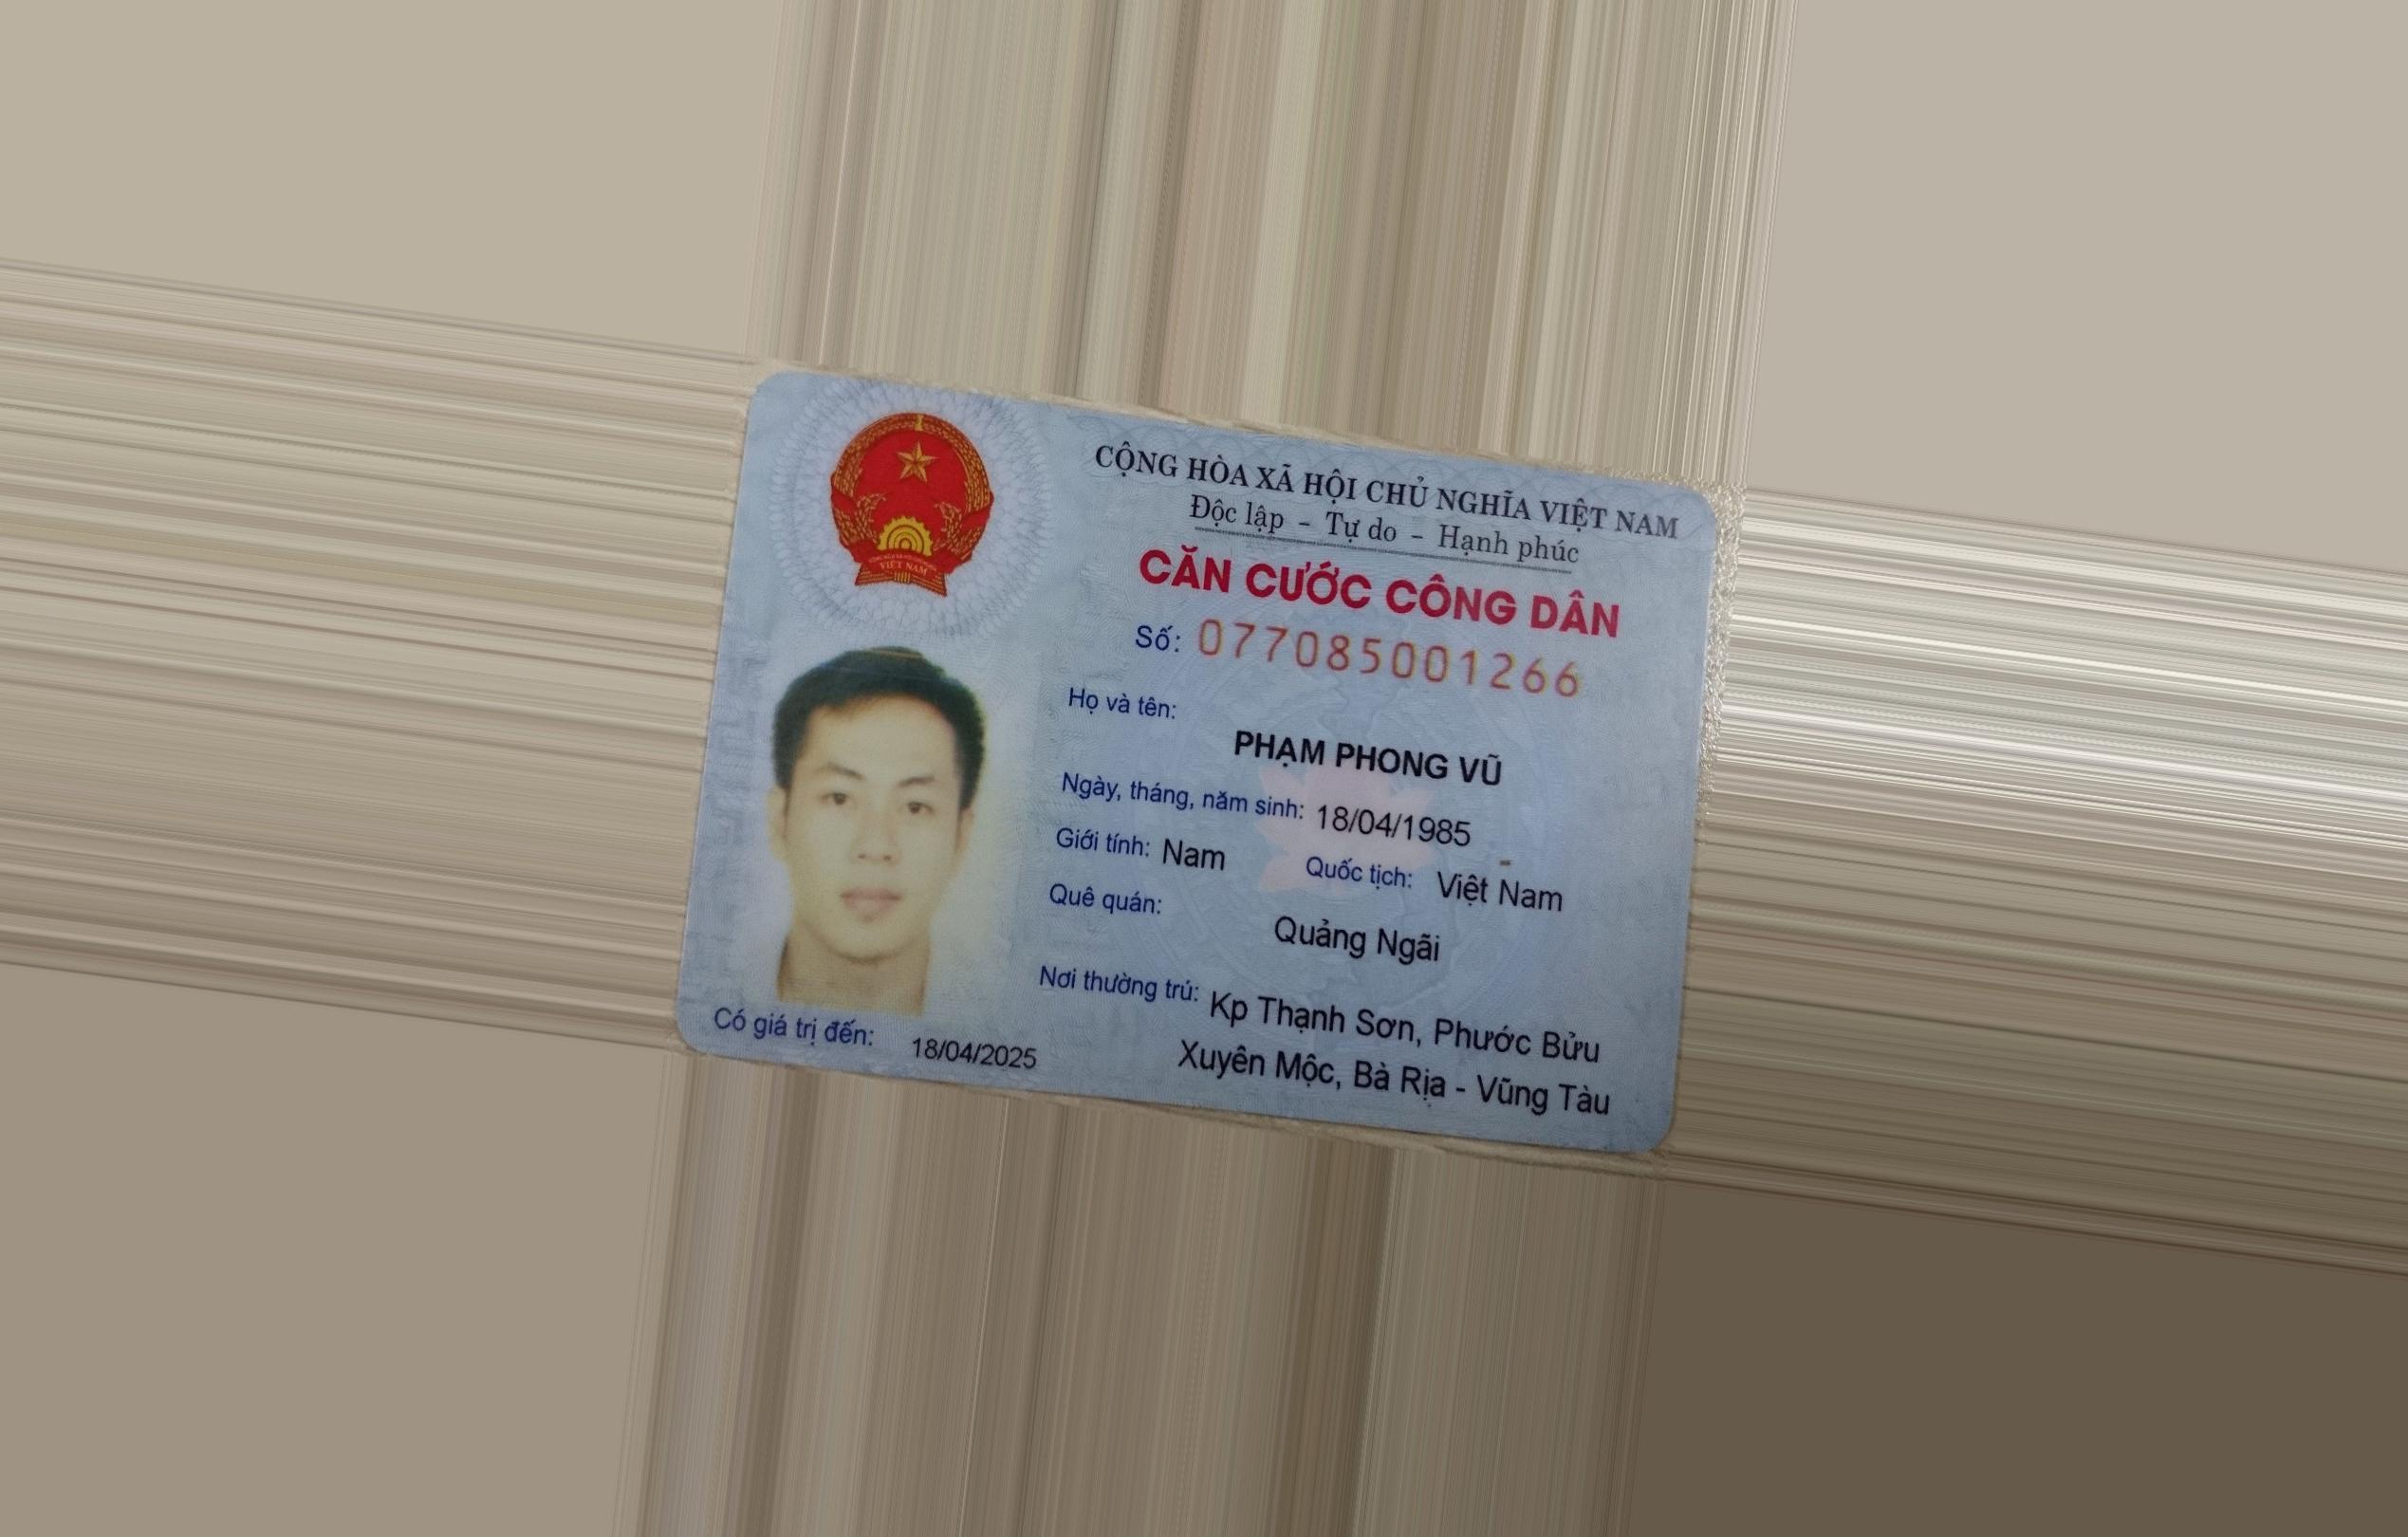 CỘNG HÒA XÃ HỘI CHỦ NGHĨA VIỆT NAM
Độc lập - Tự do - Hạnh phúc
CĂN CƯỚC CÔNG DÂN
Số: 077085001266
Họ và tên:
PHẠM PHONG VŨ
Ngày, tháng, năm sinh: 18/04/1985
Giới tính: Nam Quốc tịch: Việt Nam
Quê quán:
Quảng Ngãi
Nơi thường trú: Kp Thạnh Sơn, Phước Bửu
Xuyên Mộc, Bà Rịa - Vũng Tàu
Có giá trị đến: 18/04/2025
VIỆT NAM